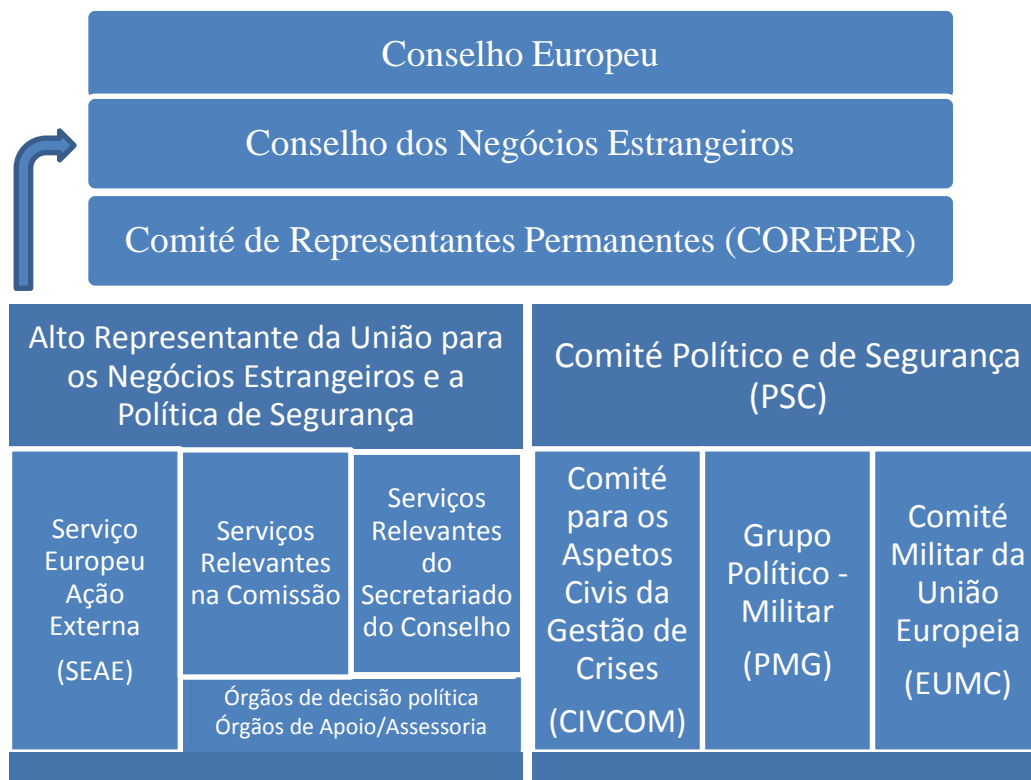 Conselho Europeu
Conselho dos Negócios Estrangeiros
Comité de Representantes Permanentes (COREPER)
Alto Representante da União para
os Negócios Estrangeiros e a
Política de Segurança
Serviço
Europeu
Ação
Externa
(SEAE)
Serviços
Relevantes
na Comissão
Serviços
Relevantes
do
Secretariado
do Conselho
Órgãos de decisão política
Órgãos de Apoio/Assessoria
Comité Político e de Segurança
(PSC)
Comité
para os
Aspetos
Civis da
Gestão de
Crises
(CIVCOM)
Grupo
Político -
Militar
(PMG)
Comité
Militar da
União
Europeia
(EUMC)